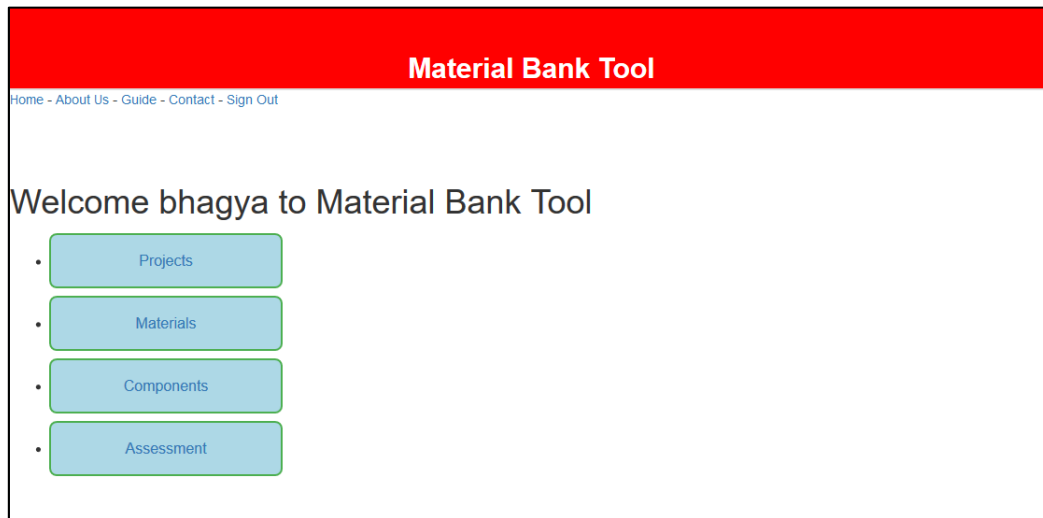 Material Bank Tool
Home - About Us - Guide - Contact - Sign Out
Welcome bhagya to Material Bank Tool
Projects
Materials
Components
Assessment